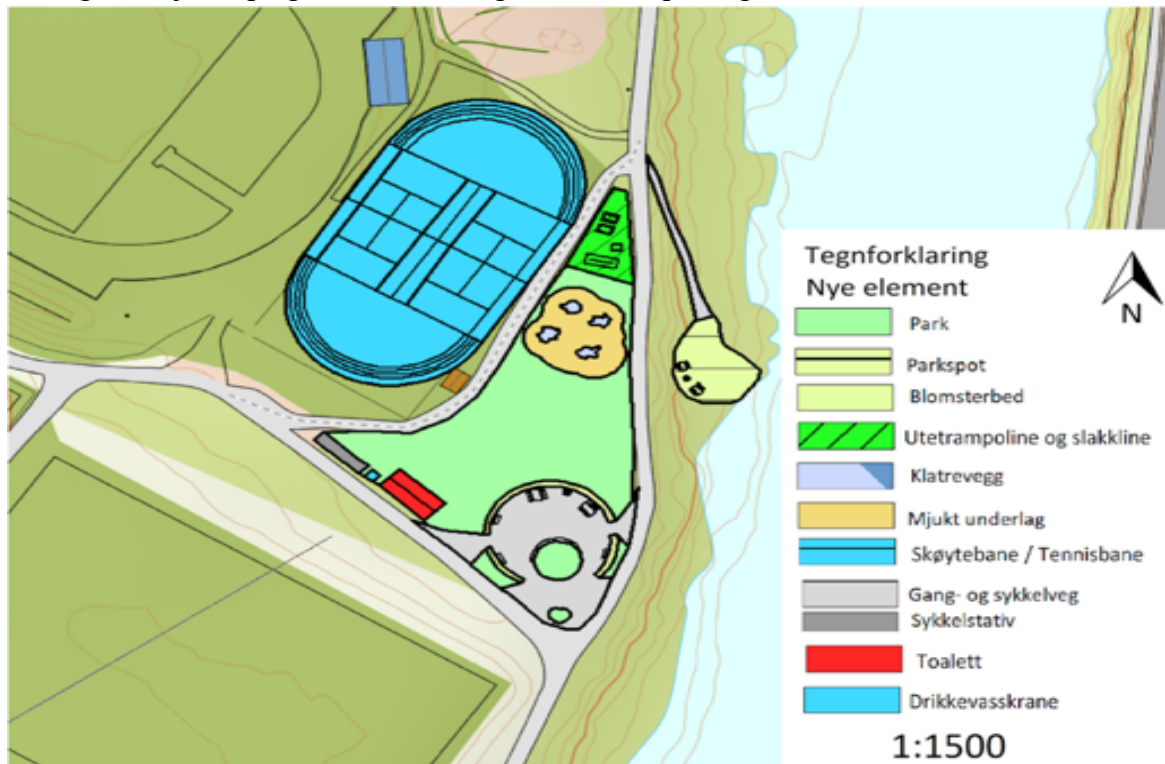 Tegnforklaring
Nye element
N
Park
Parkspot
Blomsterbed
Utetrampoline og slakkline
Klatrevegg
Mjukt underlag
Skøytebane / Tennisbane
Gang- og sykkelveg
Sykkelstativ
Toalett
Drikkevasskrane
1:1500